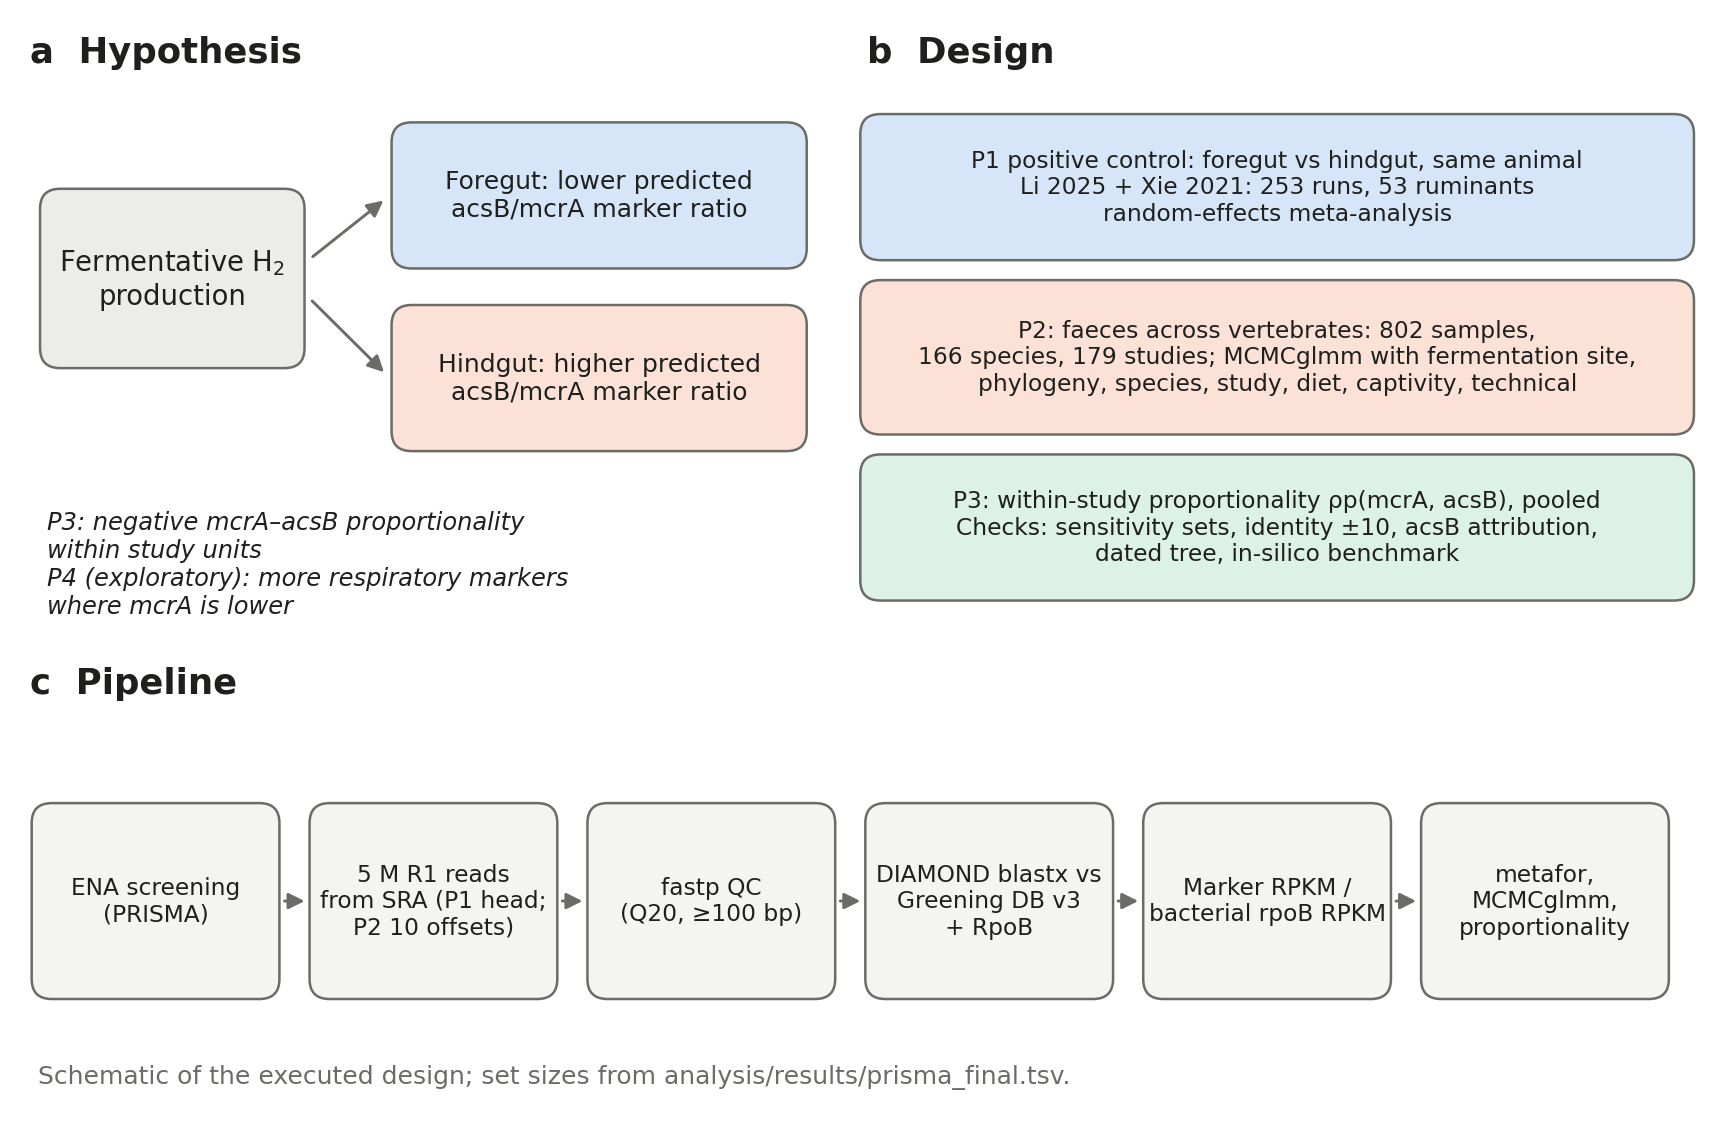 a Hypothesis
Fermentative H₂
production
Foregut: lower predicted
acsB/mcrA marker ratio
Hindgut: higher predicted
acsB/mcrA marker ratio
P3: negative mcrA–acsB proportionality
within study units
P4 (exploratory): more respiratory markers
where mcrA is lower
b Design
P1 positive control: foregut vs hindgut, same animal
Li 2025 + Xie 2021: 253 runs, 53 ruminants
random-effects meta-analysis
P2: faeces across vertebrates: 802 samples,
166 species, 179 studies; MCMCglmm with fermentation site,
phylogeny, species, study, diet, captivity, technical
P3: within-study proportionality ρp(mcrA, acsB), pooled
Checks: sensitivity sets, identity ±10, acsB attribution,
dated tree, in-silico benchmark
c Pipeline
ENA screening
(PRISMA)
5 M R1 reads
from SRA (P1 head;
P2 10 offsets)
fastp QC
(Q20, ≥100 bp)
DIAMOND blastx vs
Greening DB v3
+ RpoB
Marker RPKM /
bacterial rpoB RPKM
metafor,
MCMCglmm,
proportionality
Schematic of the executed design; set sizes from analysis/results/prisma_final.tsv.